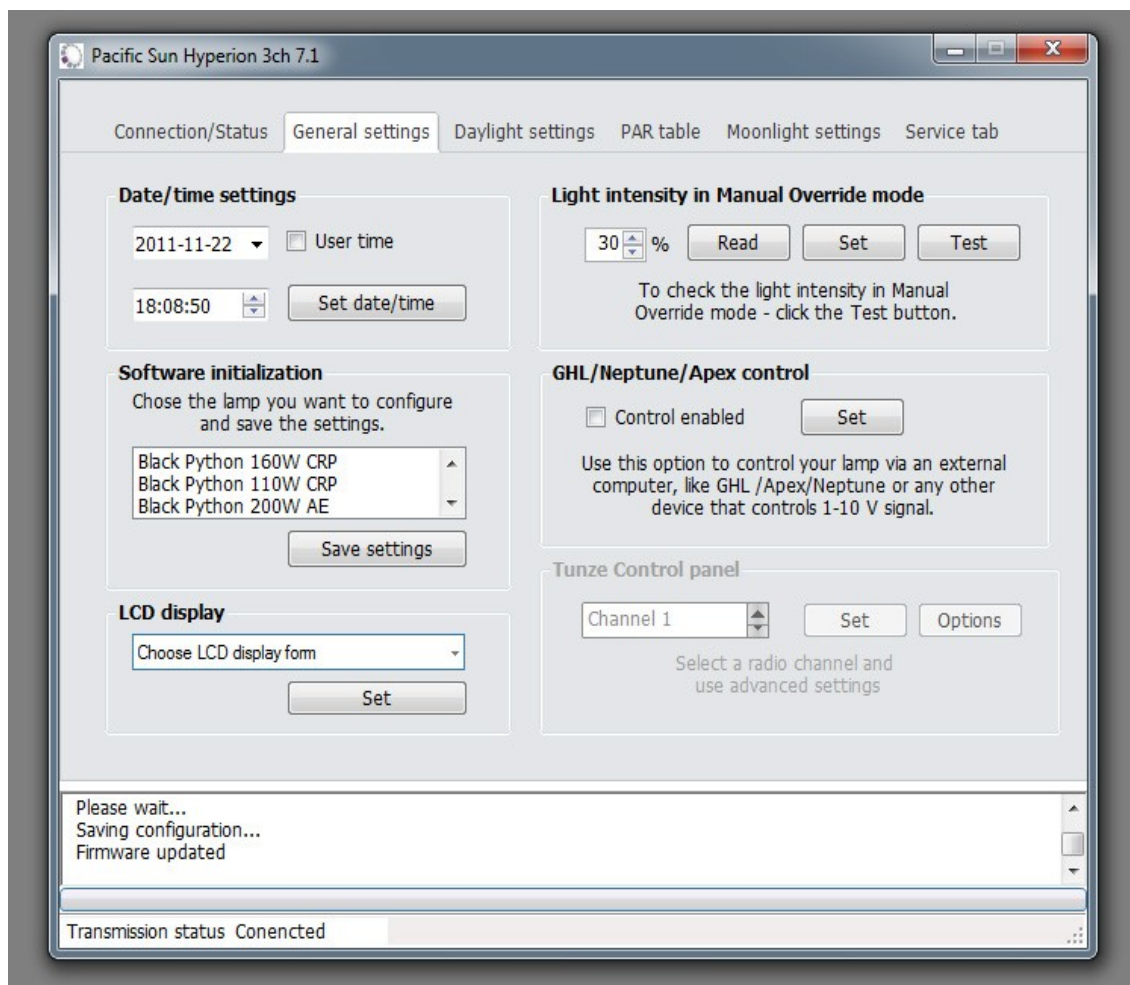 Pacific Sun Hyperion 3ch 7.1
Connection/Status General settings Daylight settings PAR table Moonlight settings Service tab
Date/time settings
2011-11-22 User time
18:08:50 Set date/time
Software initialization
Chose the lamp you want to configure
and save the settings.
Black Python 160W CRP
Black Python 110W CRP
Black Python 200W AE
Save settings
LCD display
Choose LCD display form
Set
Light intensity in Manual Override mode
30 % Read Set Test
To check the light intensity in Manual
Override mode - click the Test button.
GHL/Neptune/Apex control
Control enabled Set
Use this option to control your lamp via an external
computer, like GHL /Apex/Neptune or any other
device that controls 1-10 V signal.
Tunze Control panel
Channel 1 Set Options
Select a radio channel and
use advanced settings
Please wait...
Saving configuration...
Firmware updated
Transmission status Conencted